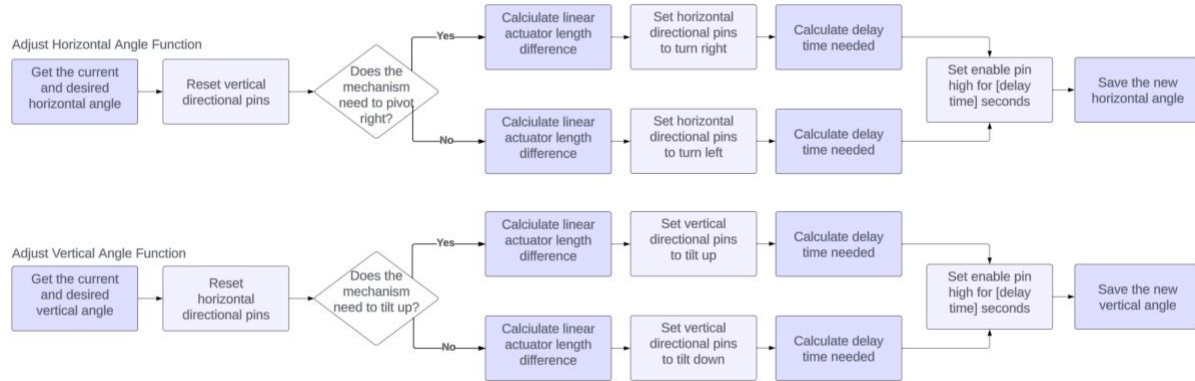 Adjust Horizontal Angle Function
Get the current
and desired
horizontal angle
Reset vertical
directional pins
Does the
mechanism
need to pivot
right?
Yes
Calciulate linear
actuator length
difference
Set horizontal
directional pins
to turn right
Calculate delay
time needed
No
Calculate linear
actuator length
difference
Set horizontal
directional pins
to turn left
Calculate delay
time needed
Set enable pin
high for [delay
time] seconds
Save the new
horizontal angle
Adjust Vertical Angle Function
Get the current
and desired
vertical angle
Reset
horizontal
directional pins
Does the
mechanism
need to tilt up?
Yes
Calciulate linear
actuator length
difference
Set vertical
directional pins
to tilt up
Calculate delay
time needed
No
Calculate linear
actuator length
difference
Set vertical
directional pins
to tilt down
Calculate delay
time needed
Set enable pin
high for [delay
time] seconds
Save the new
vertical angle